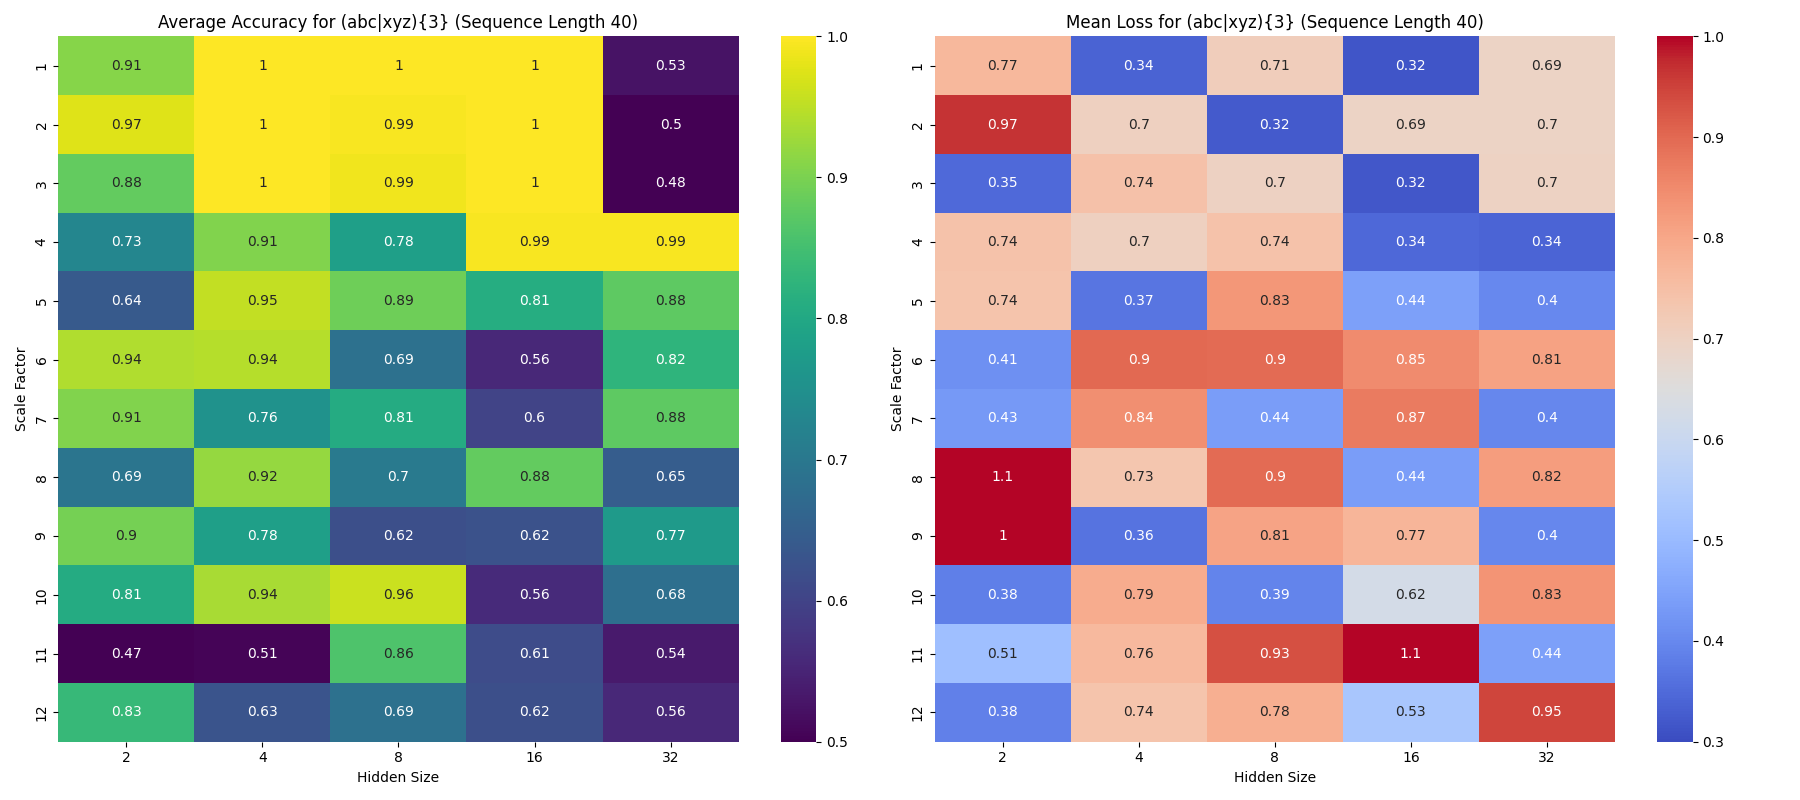 Average Accuracy for (abc|xyz){3} (Sequence Length 40)
Scale Factor
1 0.91 1 1 1 0.53
2 0.97 1 0.99 1 0.5
3 0.88 1 0.99 1 0.48
4 0.73 0.91 0.78 0.99 0.99
5 0.64 0.95 0.89 0.81 0.88
6 0.94 0.94 0.69 0.56 0.82
7 0.91 0.76 0.81 0.6 0.88
8 0.69 0.92 0.7 0.88 0.65
9 0.9 0.78 0.62 0.62 0.77
10 0.81 0.94 0.96 0.56 0.68
11 0.47 0.51 0.86 0.61 0.54
12 0.83 0.63 0.69 0.62 0.56
2 4 8 16 32
Hidden Size
1.0
0.9
0.8
0.7
0.6
0.5
Mean Loss for (abc|xyz){3} (Sequence Length 40)
Scale Factor
1 0.77 0.34 0.71 0.32 0.69
2 0.97 0.7 0.32 0.69 0.7
3 0.35 0.74 0.7 0.32 0.7
4 0.74 0.7 0.74 0.34 0.34
5 0.74 0.37 0.83 0.44 0.4
6 0.41 0.9 0.9 0.85 0.81
7 0.43 0.84 0.44 0.87 0.4
8 1.1 0.73 0.9 0.44 0.82
9 1 0.36 0.81 0.77 0.4
10 0.38 0.79 0.39 0.62 0.83
11 0.51 0.76 0.93 1.1 0.44
12 0.38 0.74 0.78 0.53 0.95
2 4 8 16 32
Hidden Size
1.0
0.9
0.8
0.7
0.6
0.5
0.4
0.3